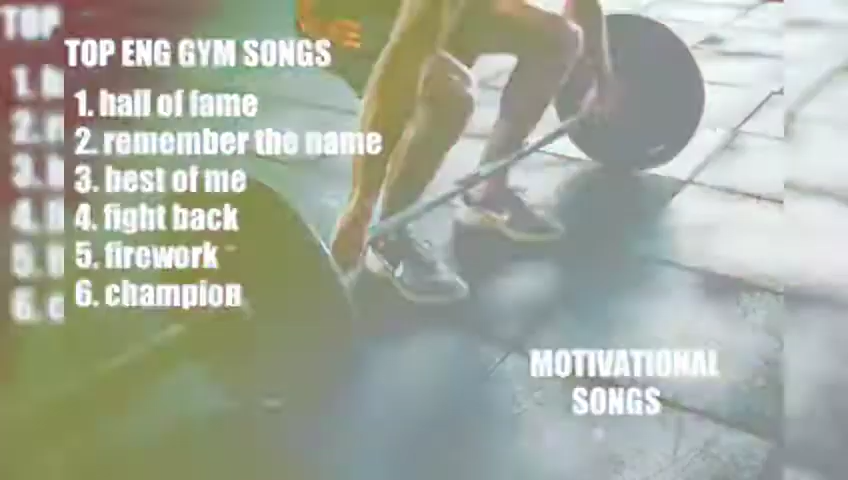 TOP
TOP ENG GYM SONGS
1. hall of fame
2. remember the name
3. best of me
4. fight back
5. firework
6. champion
MOTIVATIONAL
SONGS